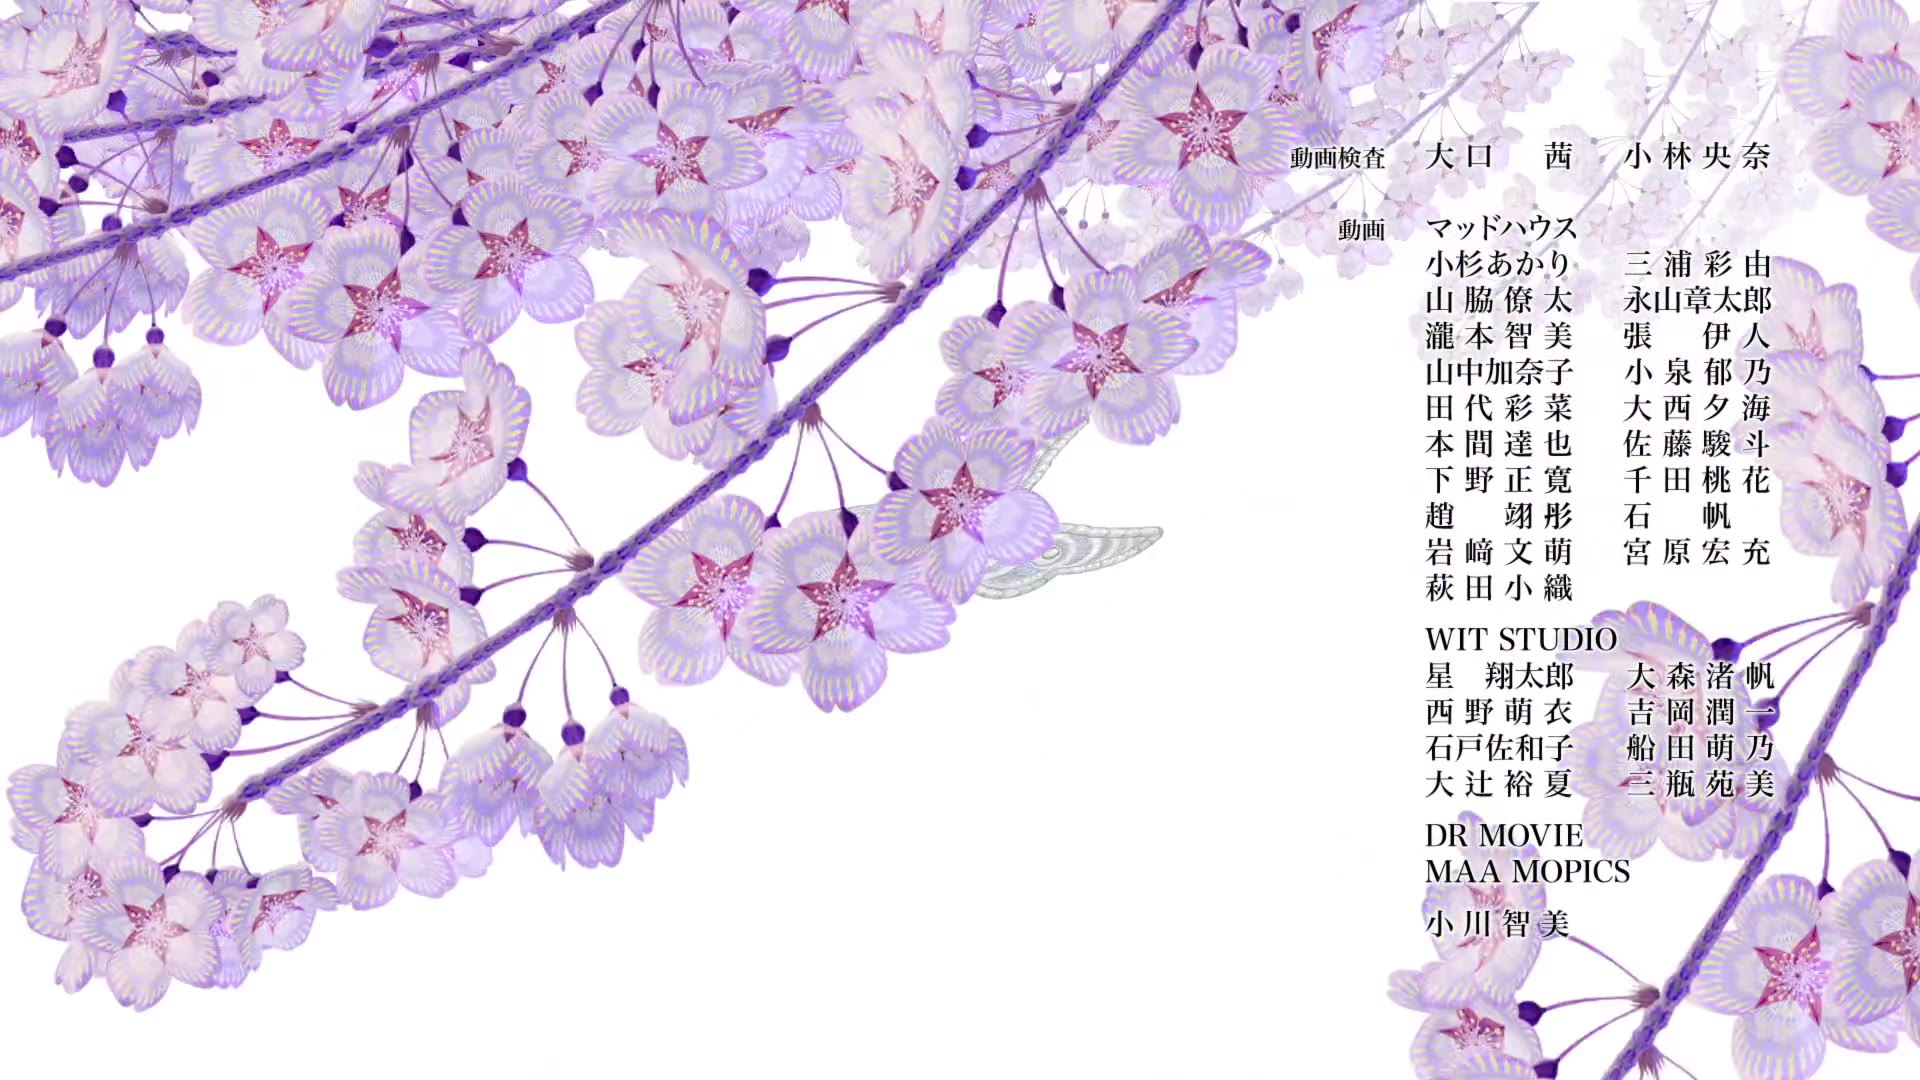 動画検査 大口 茜 小林央奈
動画 マッドハウス
小杉あかり 三浦彩由
山脇僚太 永山章太郎
瀧本智美 張 伊人
山中加奈子 小泉郁乃
田代彩菜 大西夕海
本間達也 佐藤駿斗
下野正寛 千田桃花
趙 翊彤 石 帆
岩﨑文萌 宮原宏充
萩田小織
WIT STUDIO
星 翔太郎 大森渚帆
西野萌衣 吉岡潤一
石戸佐和子 船田萌乃
大辻裕夏 三瓶苑美
DR MOVIE
MAA MOPICS
小川智美